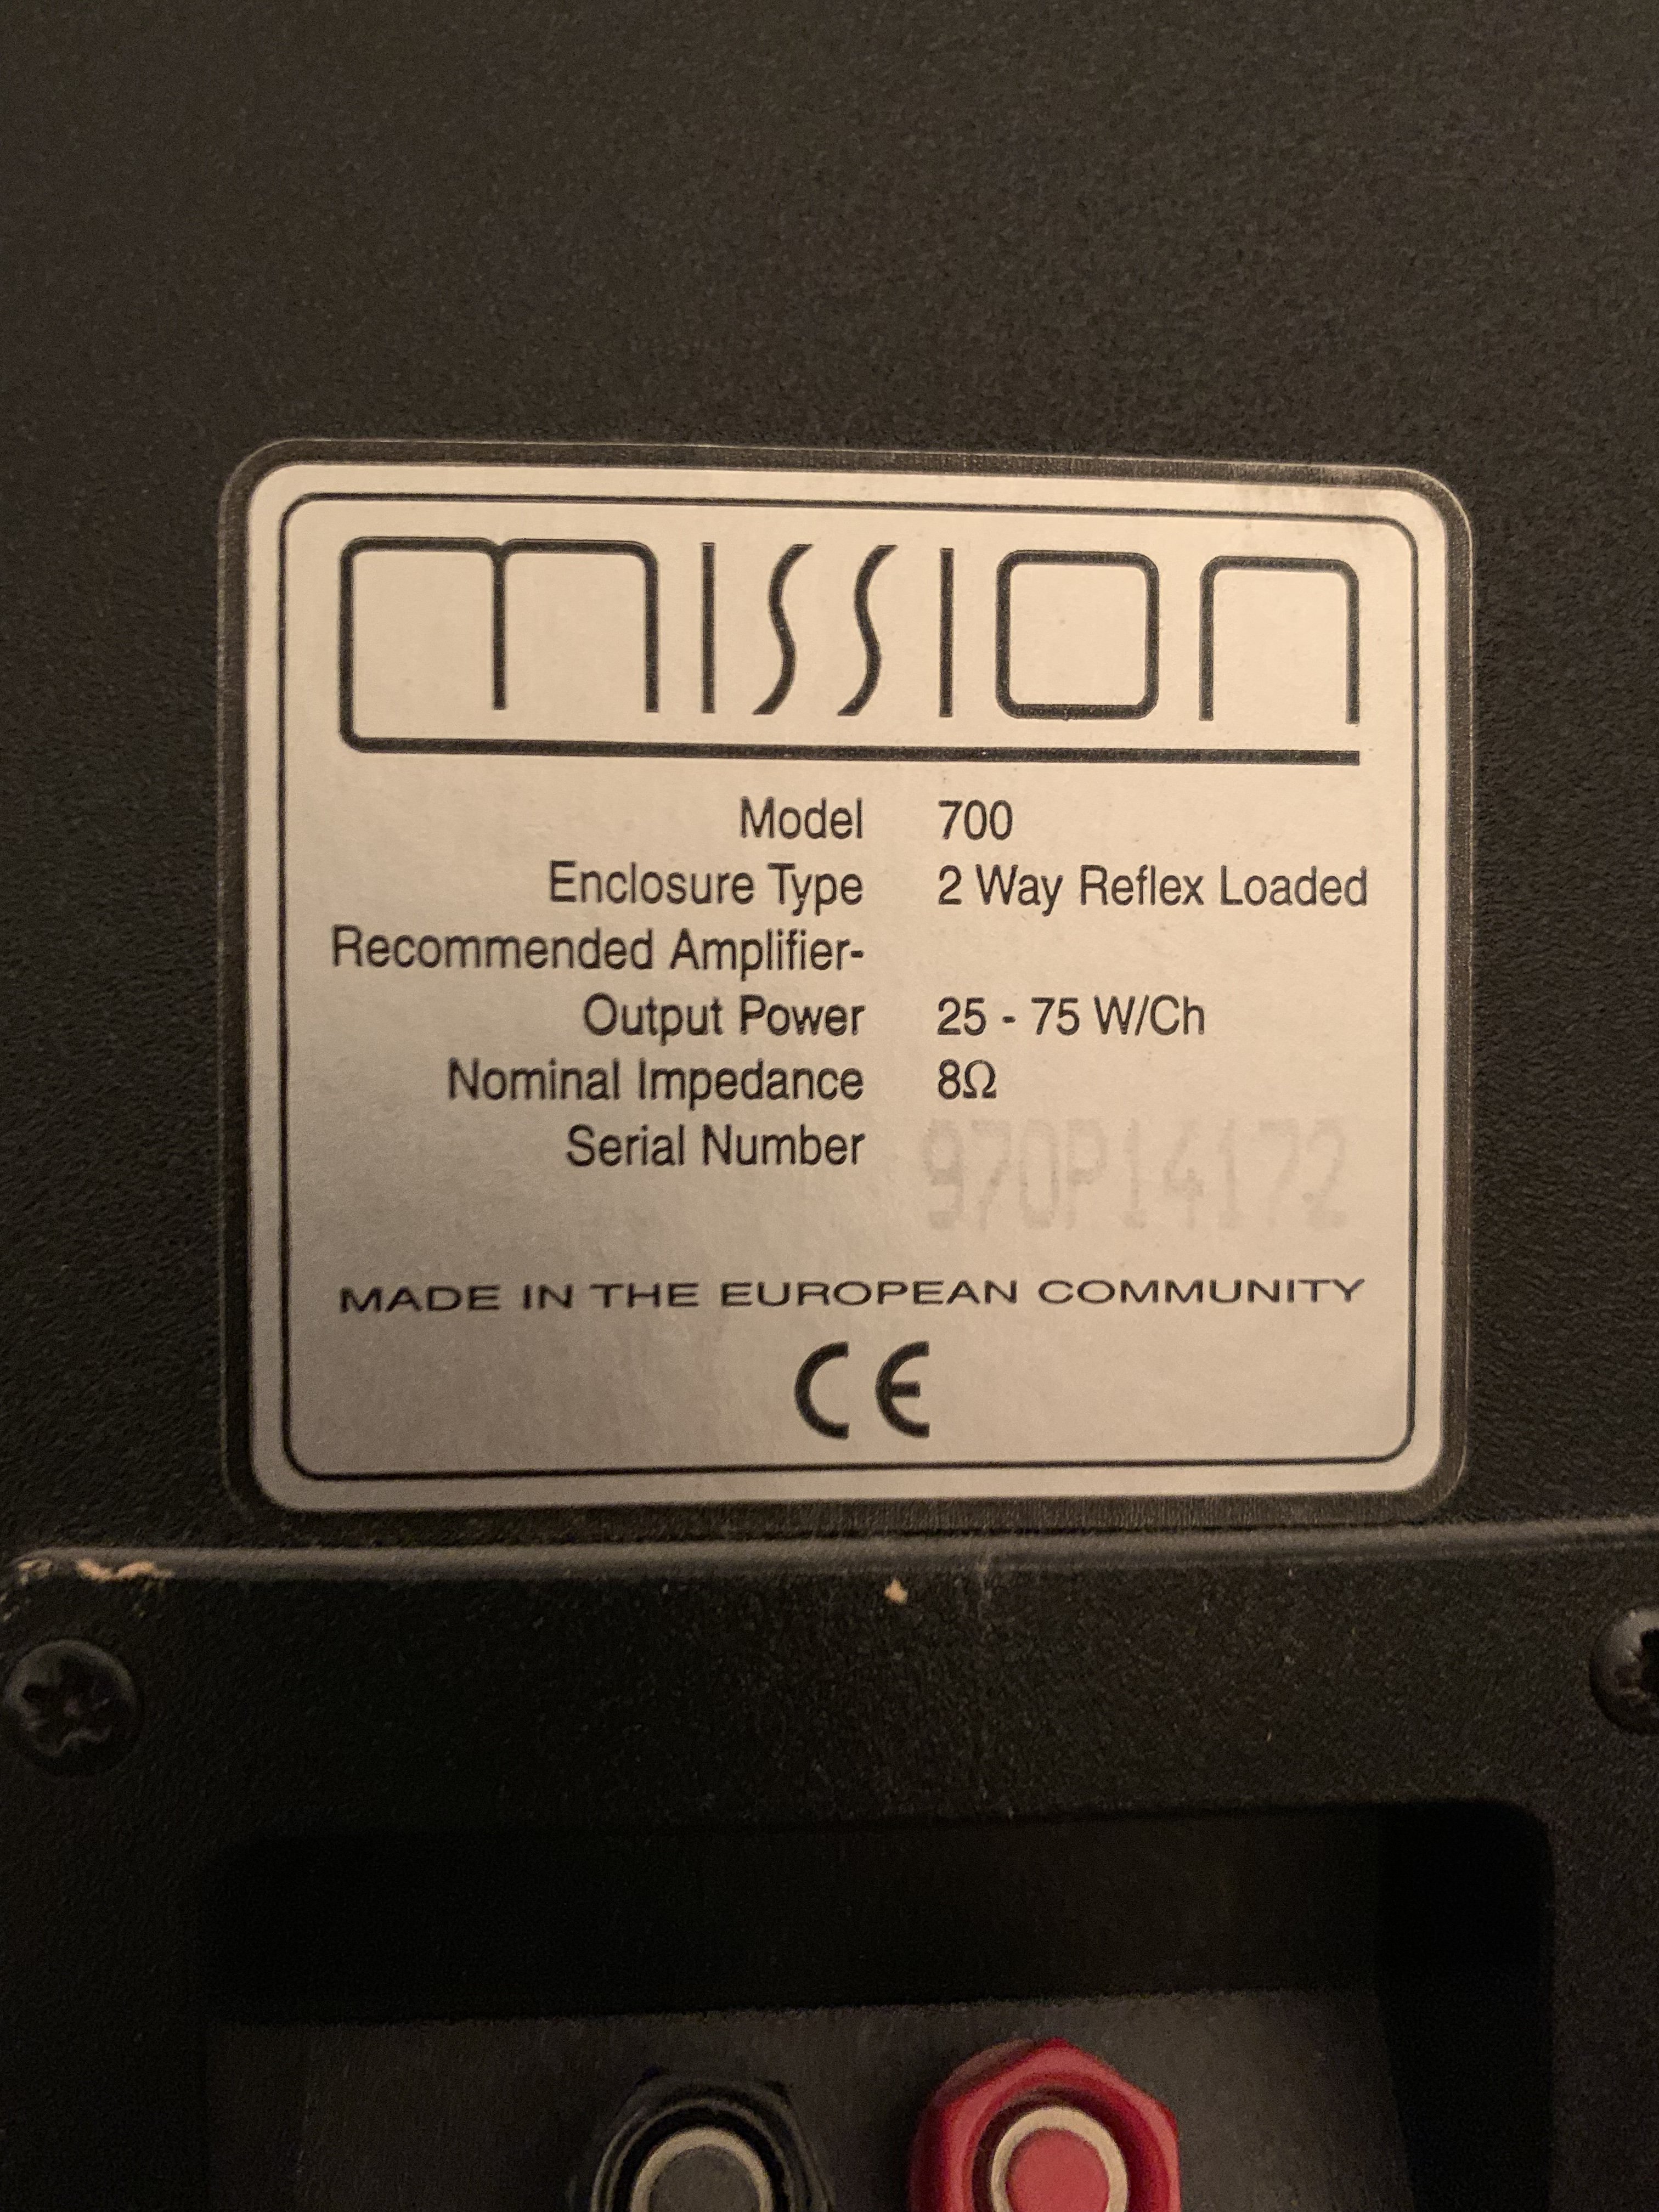 mission
Model 700
Enclosure Type 2 Way Reflex Loaded
Recommended Amplifier-
Output Power 25 - 75 W/Ch
Nominal Impedance 8Ω
Serial Number 970P14172
MADE IN THE EUROPEAN COMMUNITY
CE